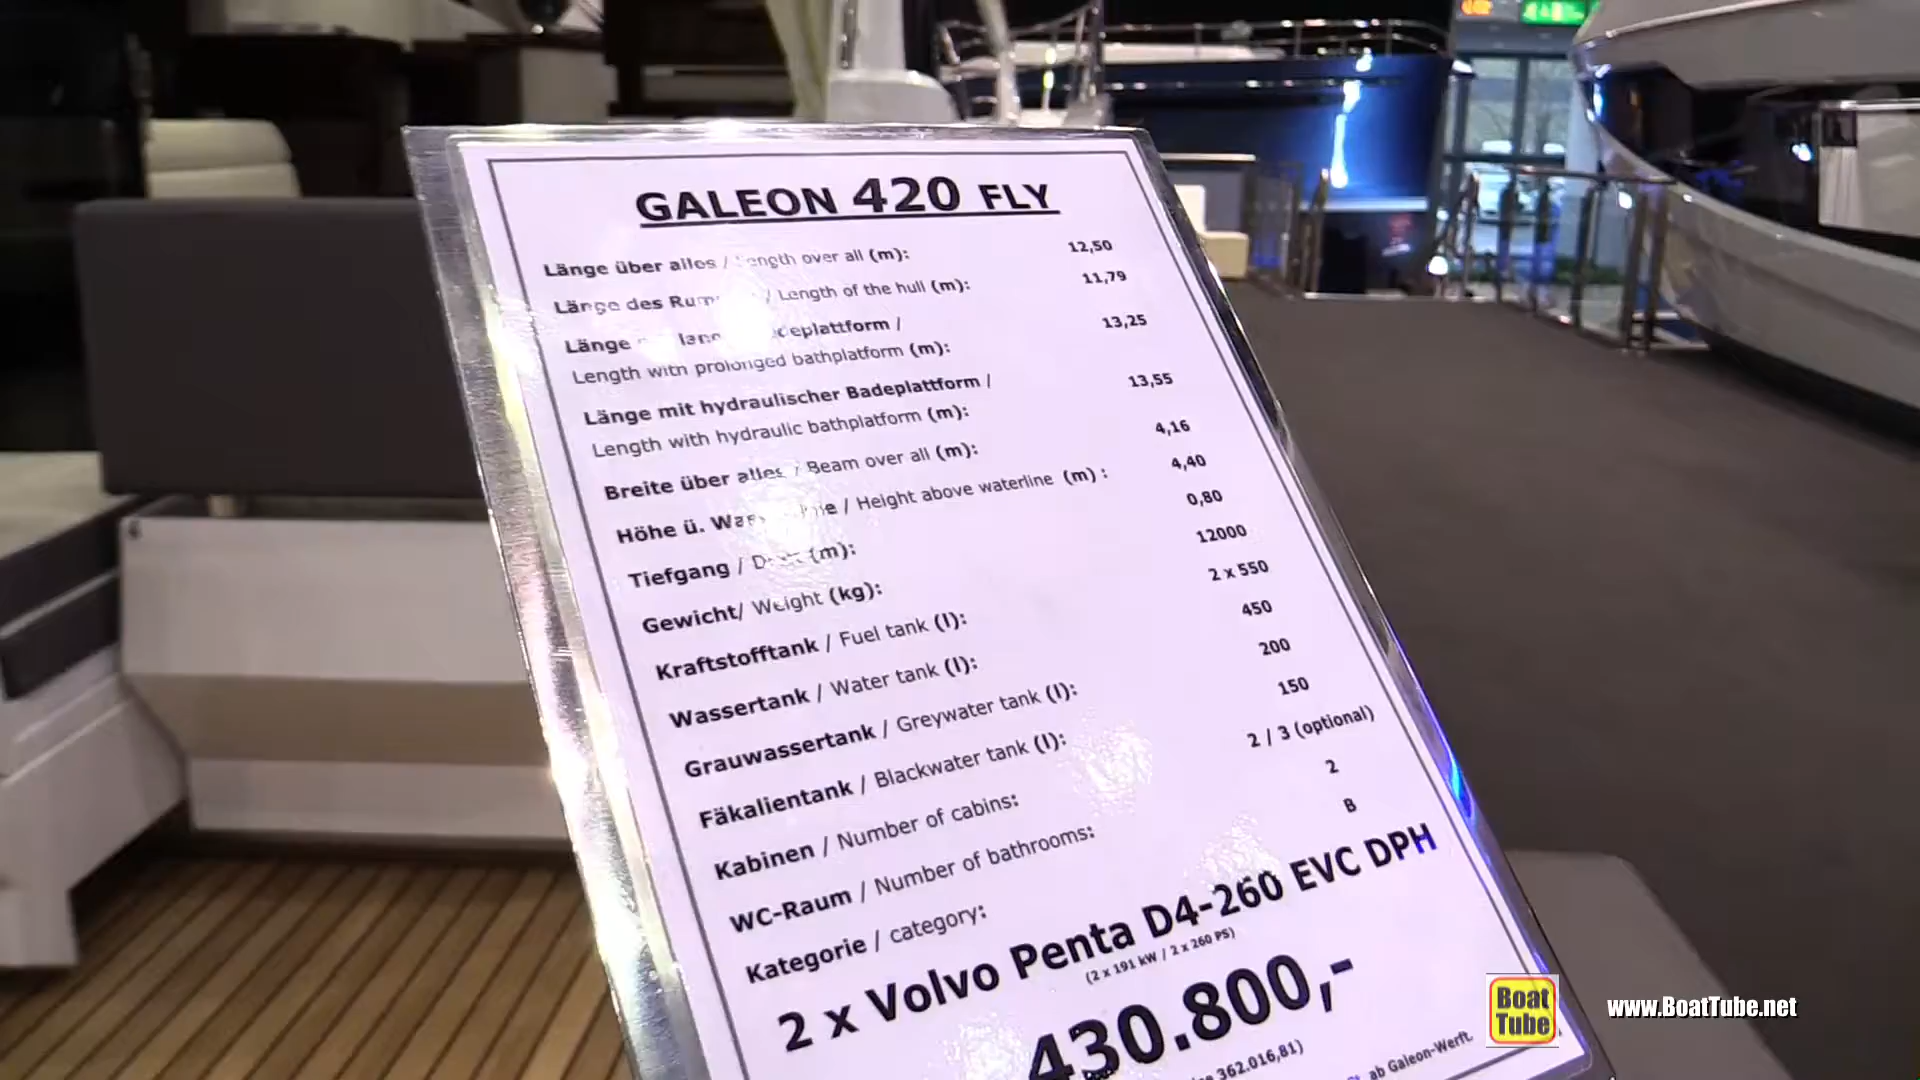 GALEON 420 FLY
Länge über alles / Length over all (m): 12,50
Länge des / Length of the hull (m): 11,79
Länge /
Length with prolonged bathplatform (m): 13,25
Länge mit hydraulischer Badeplattform /
Length with hydraulic bathplatform (m): 13,55
Breite über alles / Beam over all (m): 4,16
Höhe ü. / Height above waterline (m) : 4,40
Tiefgang / (m): 0,80
Gewicht/ Weight (kg): 12000
Kraftstofftank / Fuel tank (l): 2 x 550
Wassertank / Water tank (l): 450
Grauwassertank / Greywater tank (l): 200
Fäkalientank / Blackwater tank (l): 150
Kabinen / Number of cabins: 2 / 3 (optional)
WC-Raum / Number of bathrooms: 2
Kategorie / category: B
2 x Volvo Penta D4-260 EVC DPH
(2 x 191 kW / 2 x 260 PS)
430.800,-
362.016,81)
ab Galeon-Werft.
Boat
Tube
www.BoatTube.net